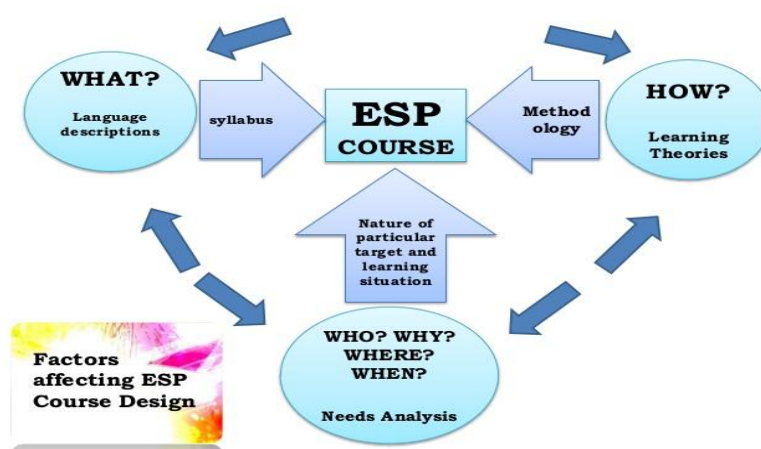 WHAT?
Language
descriptions
syllabus
ESP
COURSE
Method
ology
HOW?
Learning
Theories
Nature of
particular
target and
learning
situation
WHO? WHY?
WHERE?
WHEN?
Needs Analysis
Factors
affecting ESP
Course Design